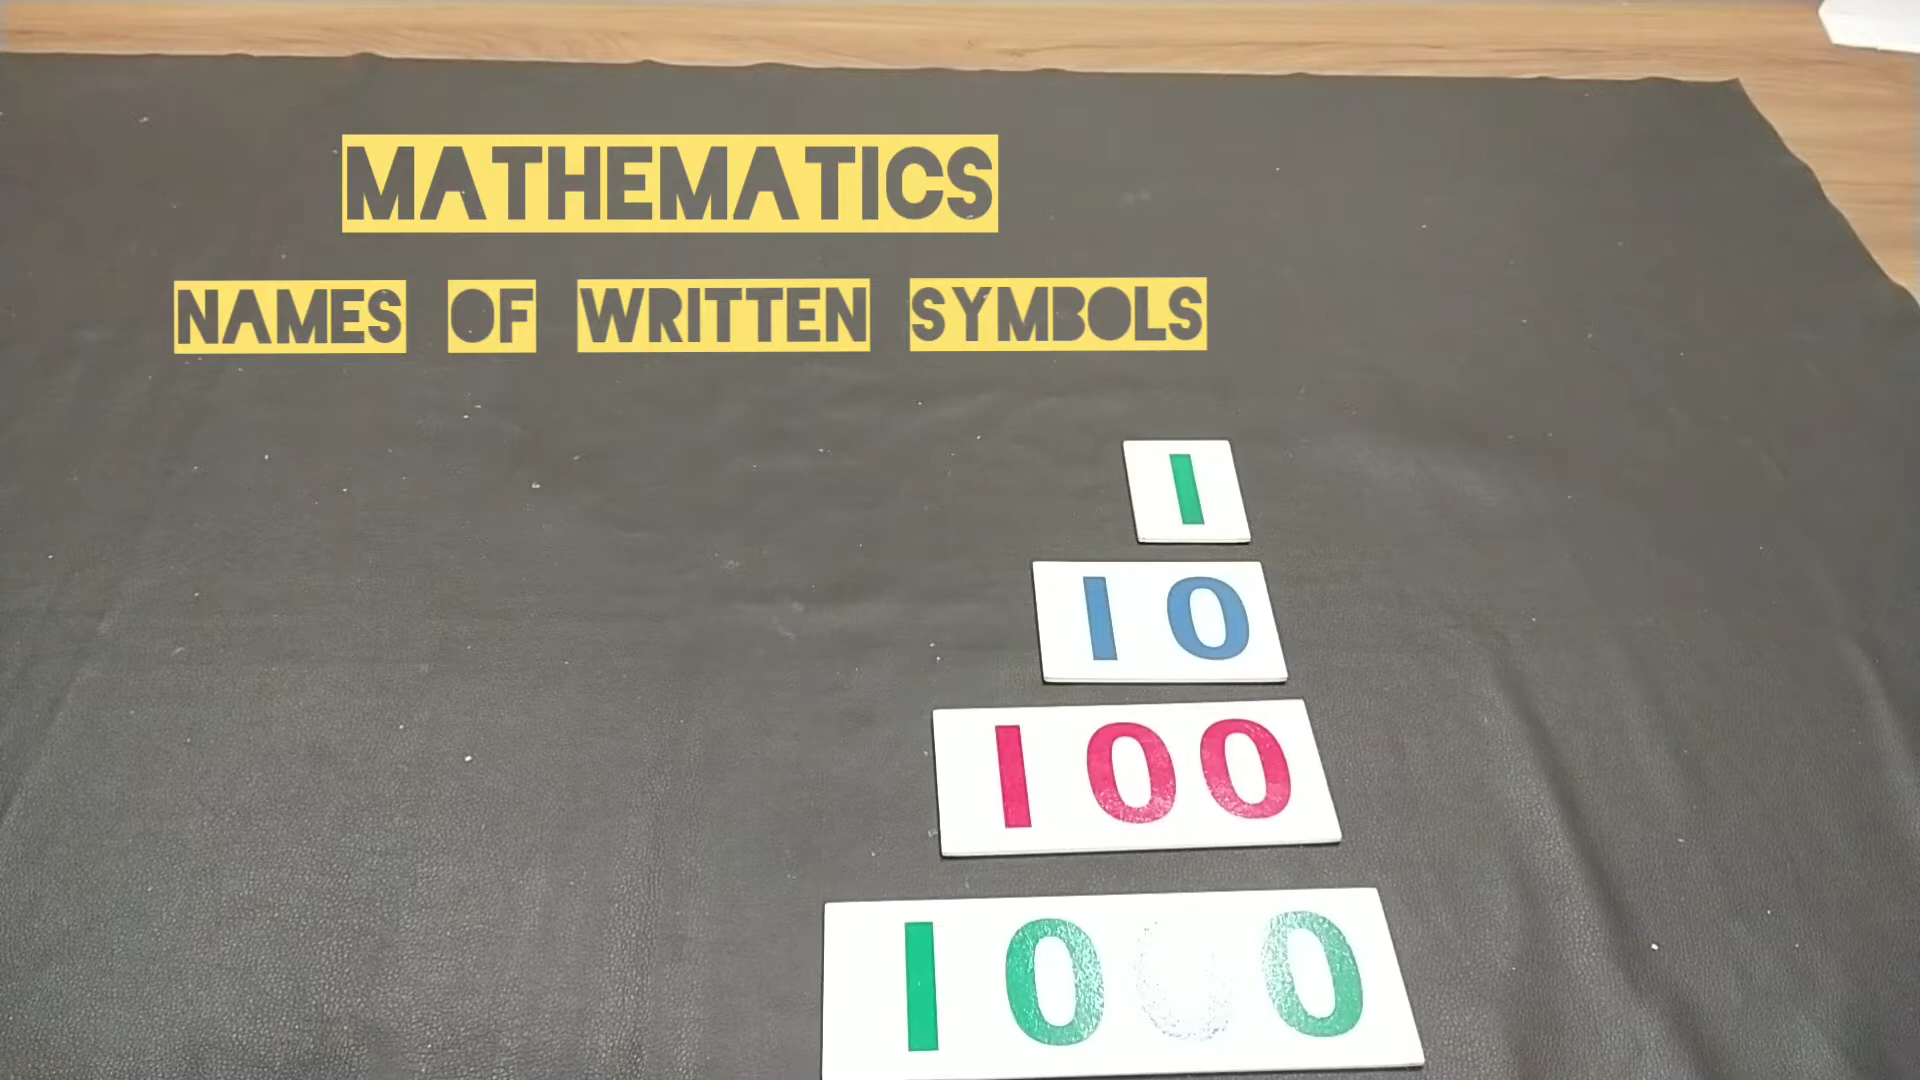 MATHEMATICS
NAMES OF WRITTEN SYMBOLS
1
10
100
1000